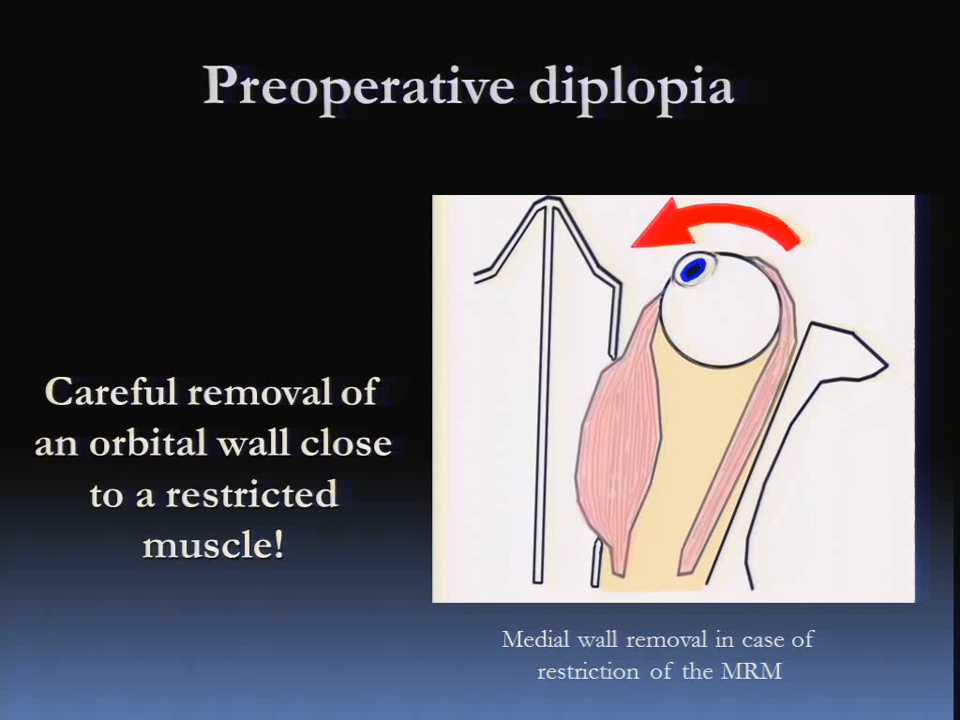 Preoperative diplopia
Careful removal of
an orbital wall close
to a restricted
muscle!
Medial wall removal in case of
restriction of the MRM